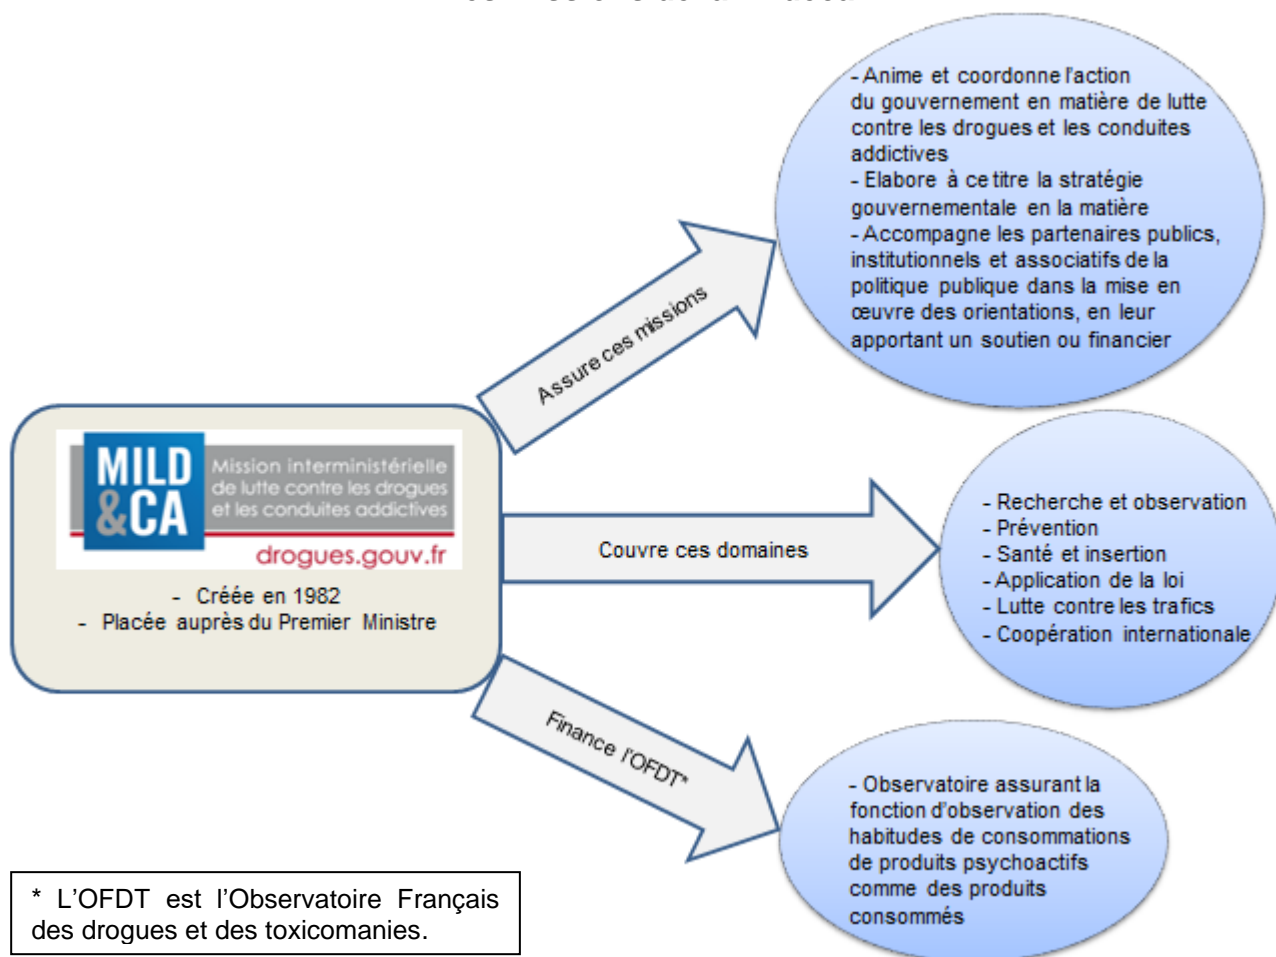 - Anime et coordonne l'action
du gouvernement en matière de lutte
contre les drogues et les conduites
addictives
- Elabore à ce titre la stratégie
gouvernementale en la matière
- Accompagne les partenaires publics,
institutionnels et associatifs de la
politique publique dans la mise en
œuvre des orientations, en leur
apportant un soutien ou financier
Assure ces missions
MILD
&CA
Mission interministérielle
de lutte contre les drogues
et les conduites addictives
drogues.gouv.fr
- Créée en 1982
- Placée auprès du Premier Ministre
Couvre ces domaines
- Recherche et observation
- Prévention
- Santé et insertion
- Application de la loi
- Lutte contre les trafics
- Coopération internationale
Finance l'OFDT*
- Observatoire assurant la
fonction d'observation des
habitudes de consommations
de produits psychoactifs
comme des produits
consommés
* L'OFDT est l'Observatoire Français
des drogues et des toxicomanies.